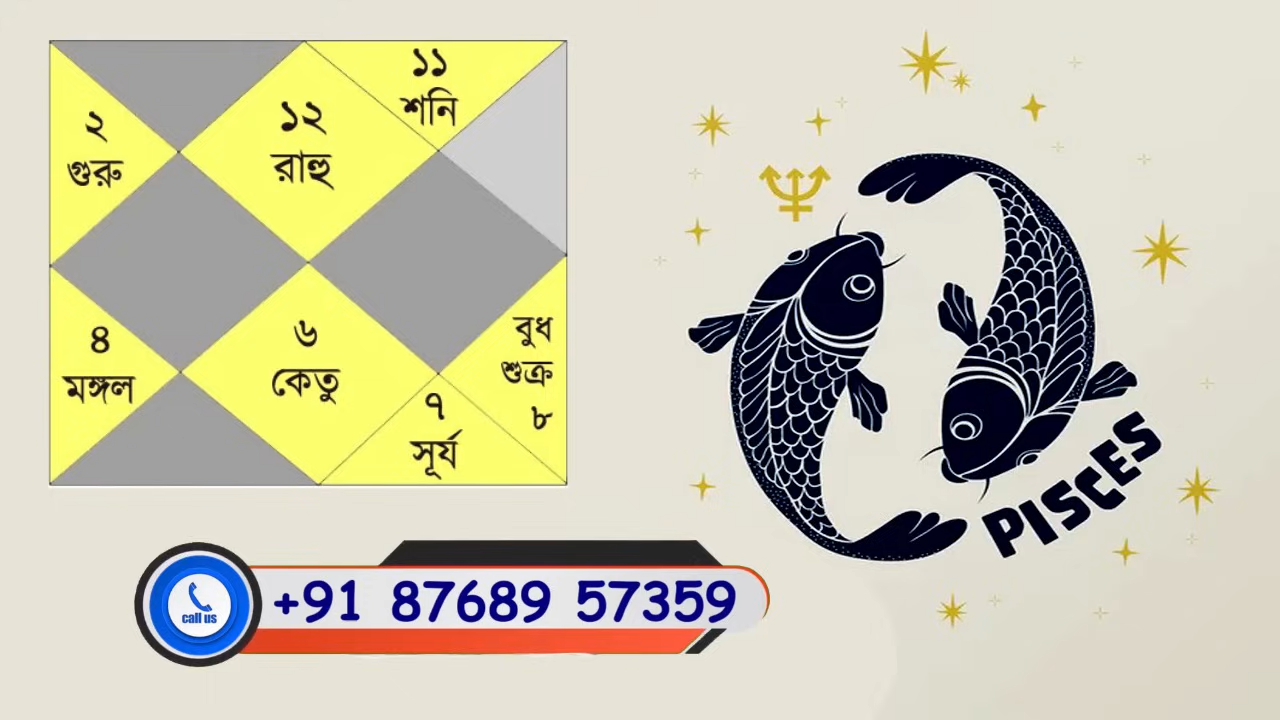 ১১
শনি
২
গুরু
১২
রাহু
৪
মঙ্গল
৬
কেতু
বুধ
শুক্র
৮
৭
সূর্য
PISCES
call us
+91 87689 57359